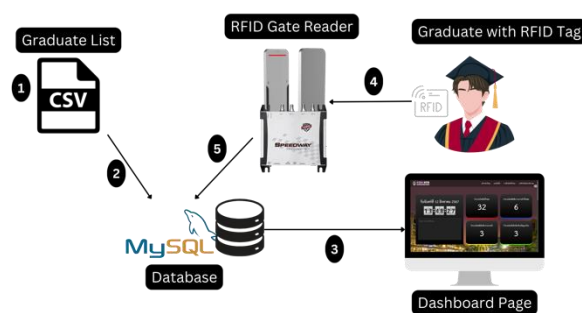 Graduate List
RFID Gate Reader
Graduate with RFID Tag
1
CSV
4
RFID
SPEEDWAY
2
5
MySQL
3
32
6
3
3
Database
Dashboard Page